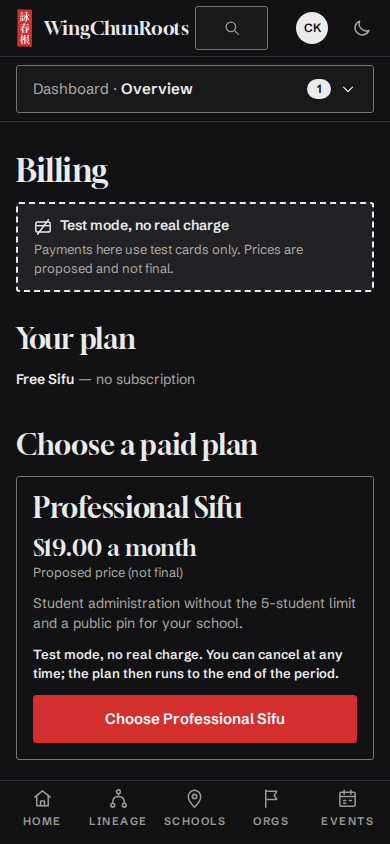 詠春根
WingChunRoots
CK
Dashboard · Overview
1
Billing
Test mode, no real charge
Payments here use test cards only. Prices are
proposed and not final.
Your plan
Free Sifu — no subscription
Choose a paid plan
Professional Sifu
$19.00 a month
Proposed price (not final)
Student administration without the 5-student limit
and a public pin for your school.
Test mode, no real charge. You can cancel at any
time; the plan then runs to the end of the period.
Choose Professional Sifu
HOME
LINEAGE
SCHOOLS
ORGS
EVENTS